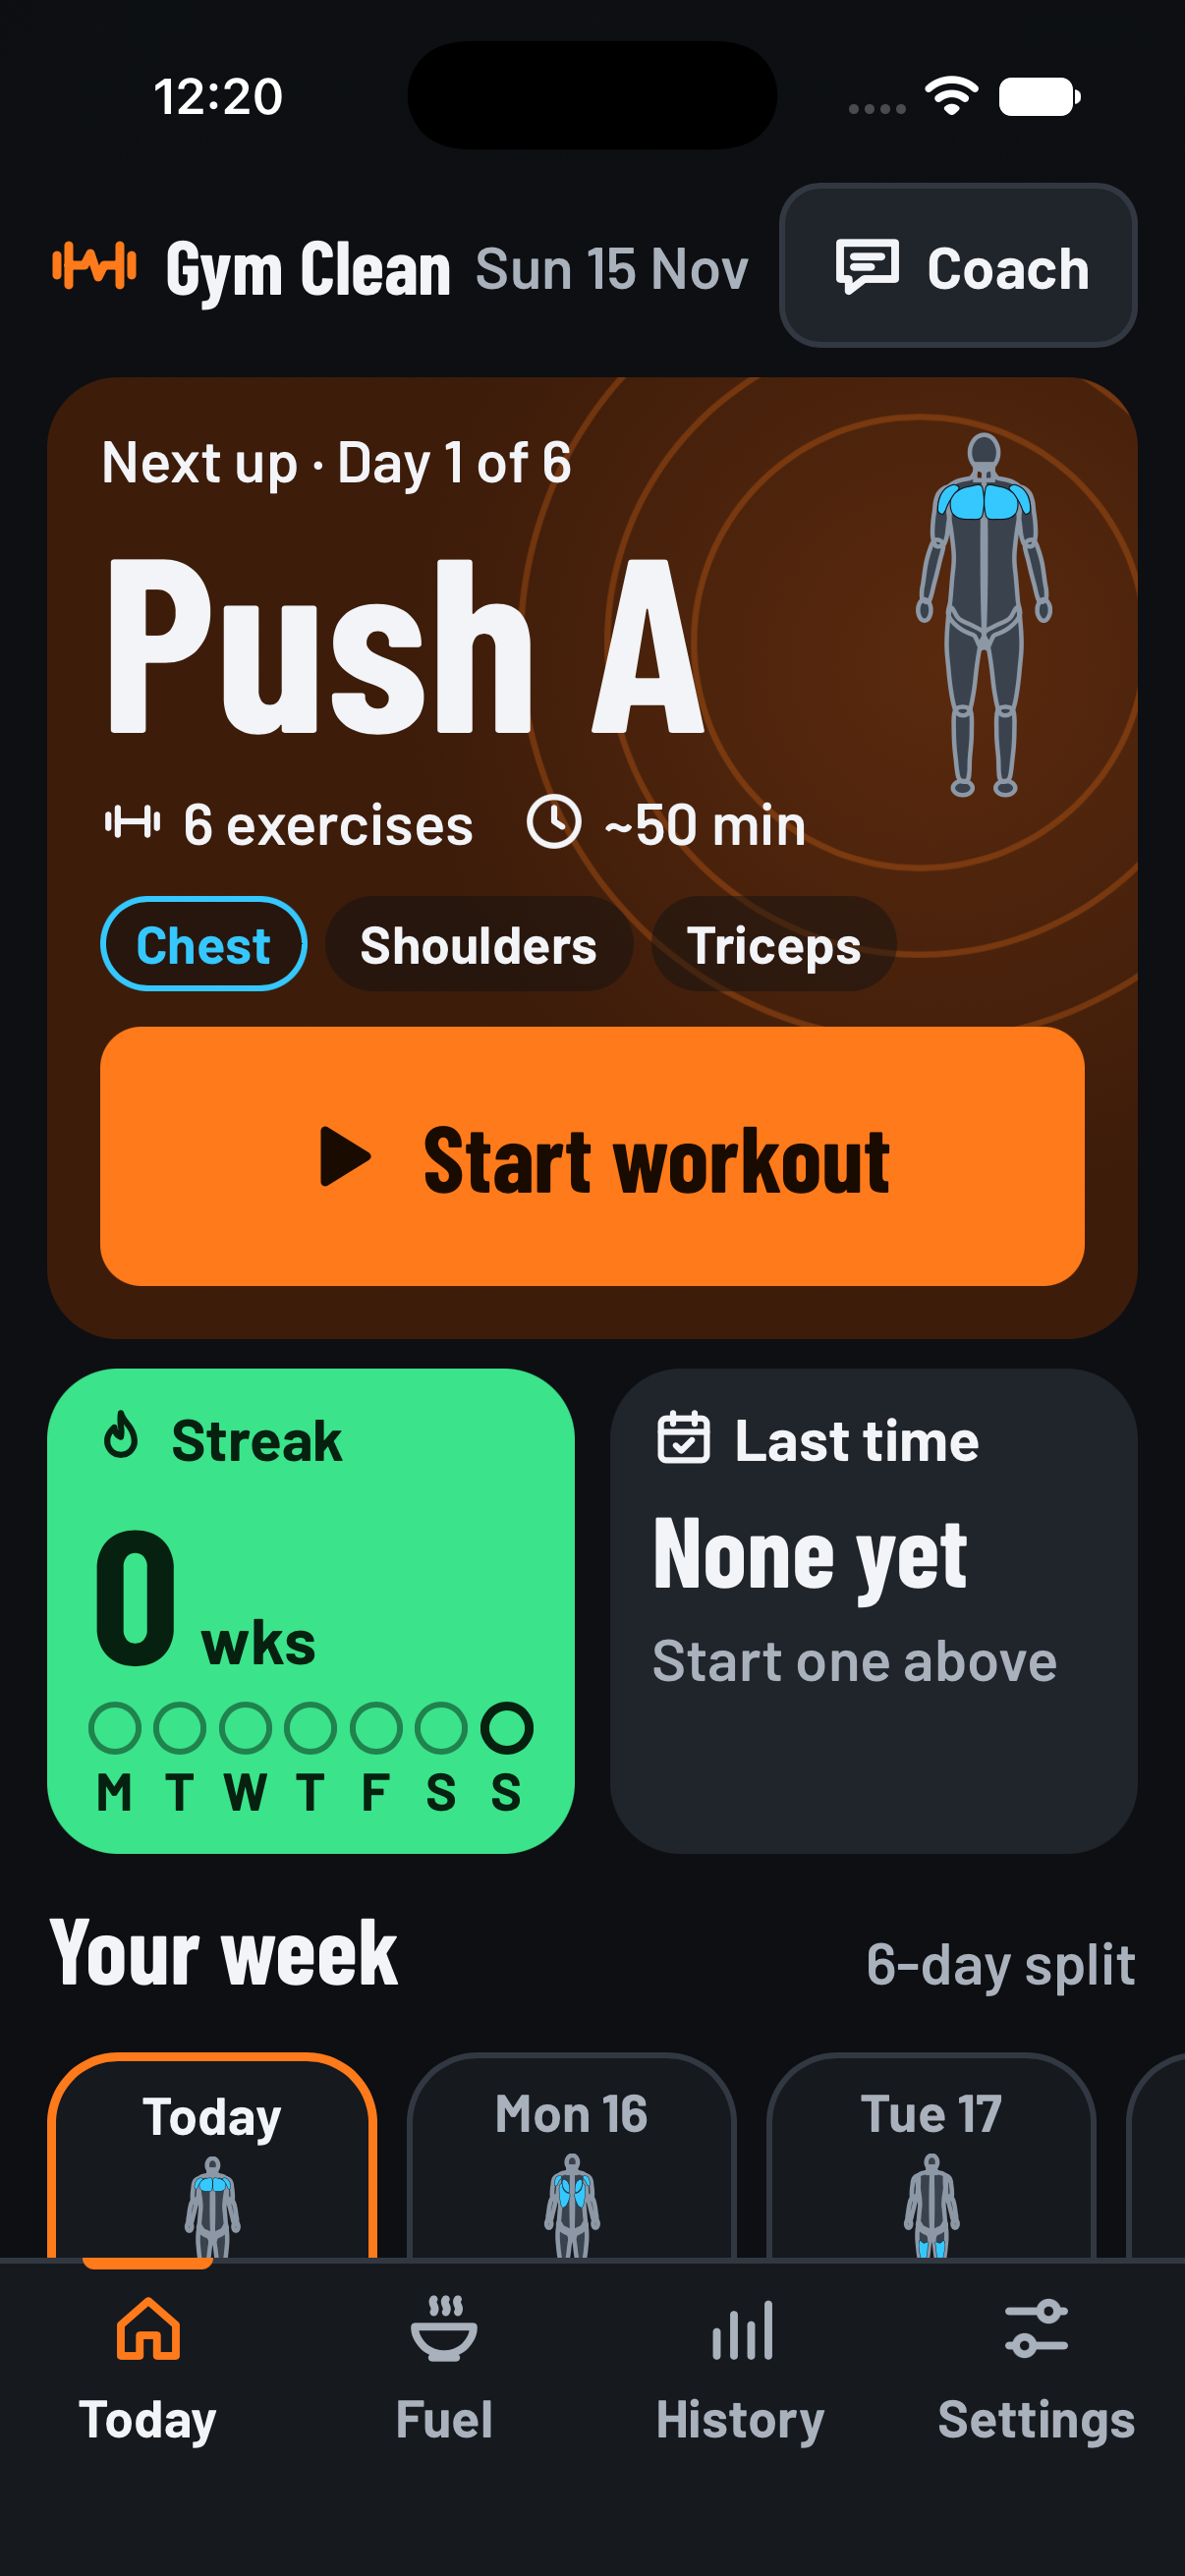 12:20
Gym Clean Sun 15 Nov Coach
Next up · Day 1 of 6
Push A
6 exercises ~50 min
Chest Shoulders Triceps
Start workout
Streak
0 wks
M T W T F S S
Last time
None yet
Start one above
Your week 6-day split
Today Mon 16 Tue 17
Today Fuel History Settings